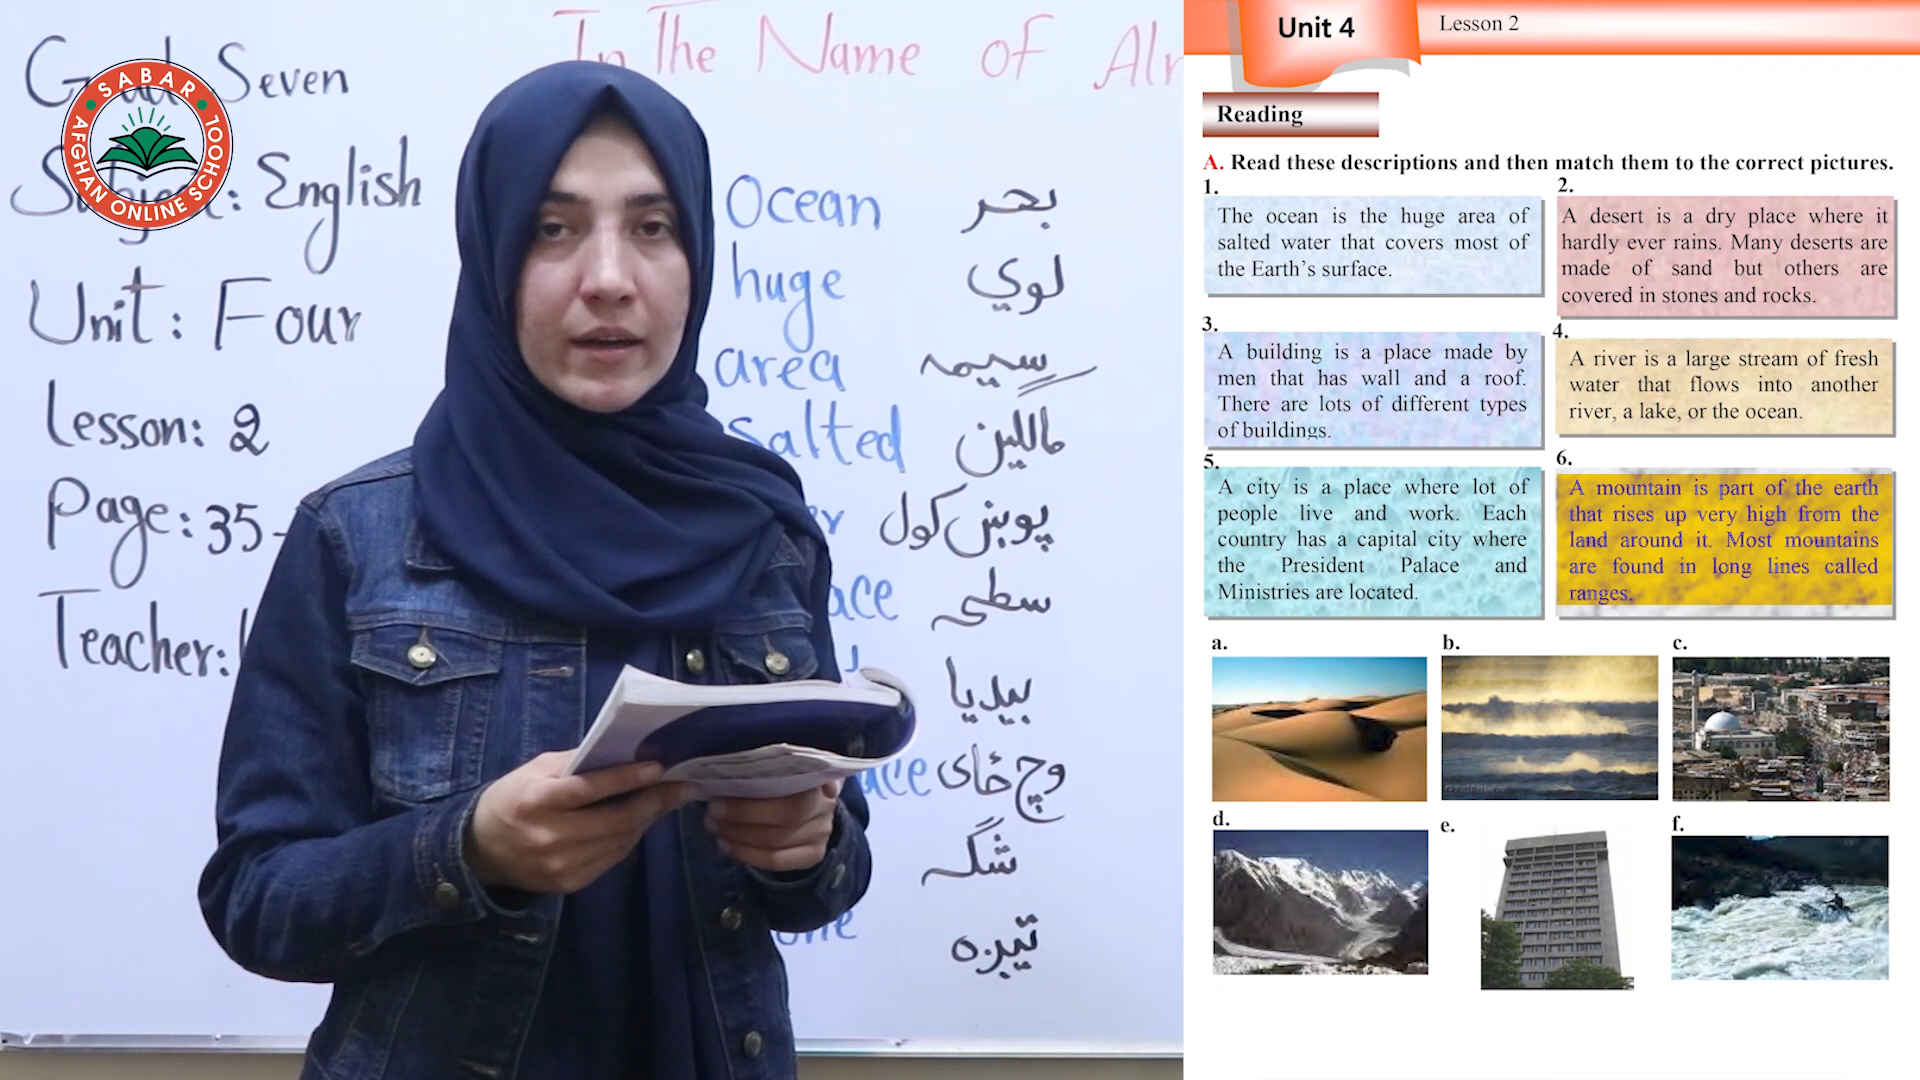 In The Name of
Seven
SABAR
AFGHAN ONLINE SCHOOL
: English
Unit: Four
Lesson: 2
Page: 35-
Teacher:
Ocean بحر
huge لوي
area سیمه
salted مالگین
پوښ کول
سطحې
بیدیا
وچ ځای
شګه
تیږه
Unit 4
Lesson 2
Reading
A. Read these descriptions and then match them to the correct pictures.
1.
The ocean is the huge area of
salted water that covers most of
the Earth’s surface.
2.
A desert is a dry place where it
hardly ever rains. Many deserts are
made of sand but others are
covered in stones and rocks.
3.
A building is a place made by
men that has wall and a roof.
There are lots of different types
of buildings.
4.
A river is a large stream of fresh
water that flows into another
river, a lake, or the ocean.
5.
A city is a place where lot of
people live and work. Each
country has a capital city where
the President Palace and
Ministries are located.
6.
A mountain is part of the earth
that rises up very high from the
land around it. Most mountains
are found in long lines called
ranges.
a.
b.
c.
d.
e.
f.